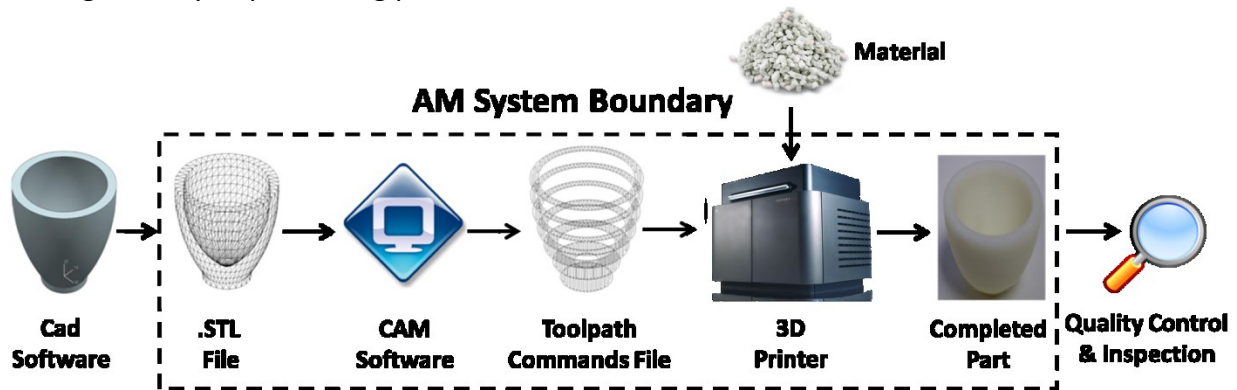 Material
AM System Boundary
Cad
Software
.STL
File
CAM
Software
Toolpath
Commands File
3D
Printer
Completed
Part
Quality Control
& Inspection